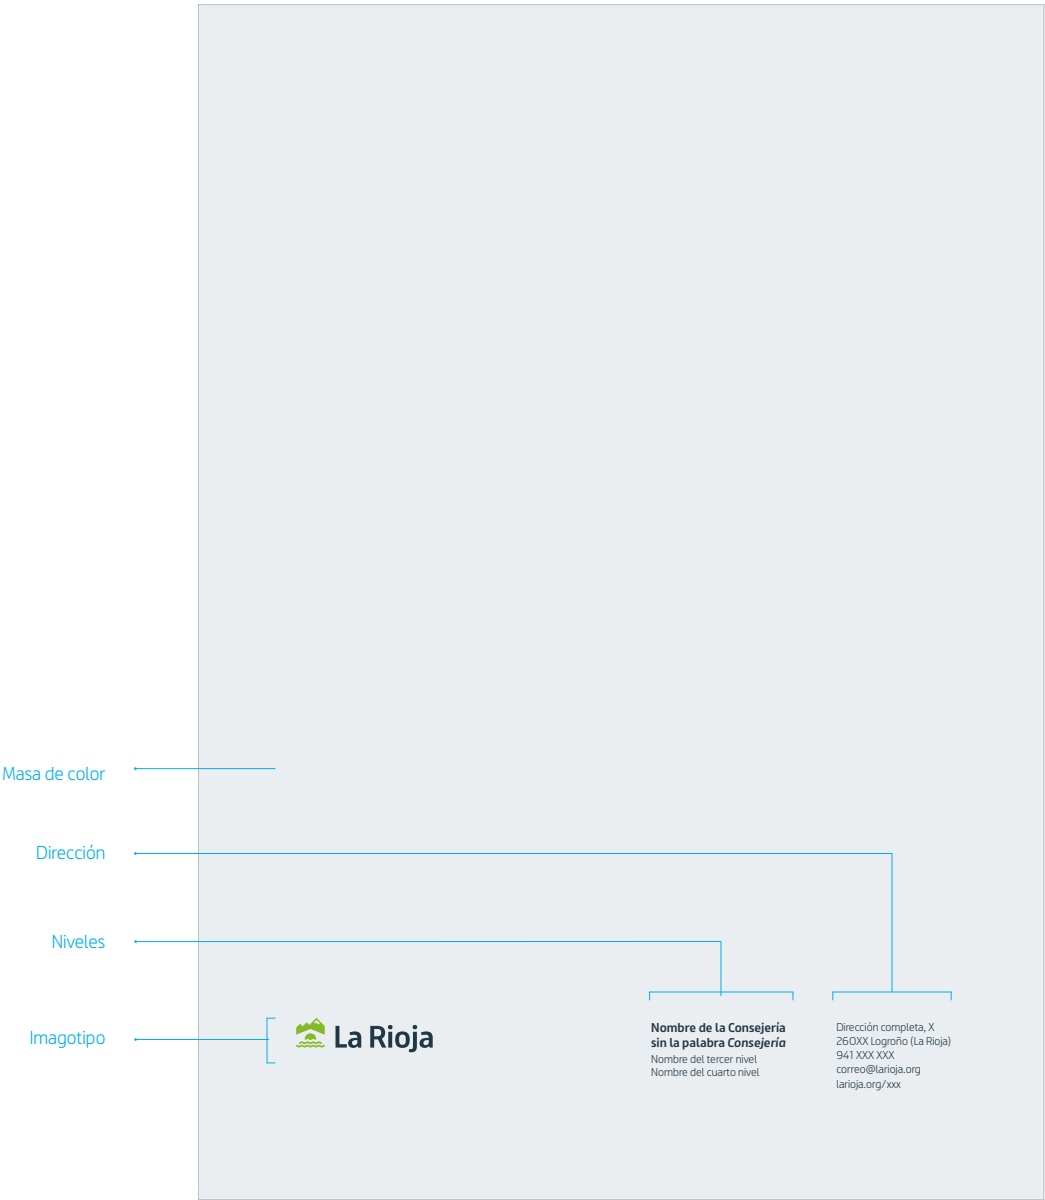 Masa de color
Dirección
Niveles
Imagotipo
La Rioja
Nombre de la Consejería
sin la palabra Consejería
Nombre del tercer nivel
Nombre del cuarto nivel
Dirección completa, X
260XX Logroño (La Rioja)
941 XXX XXX
correo@larioja.org
larioja.org/xxx